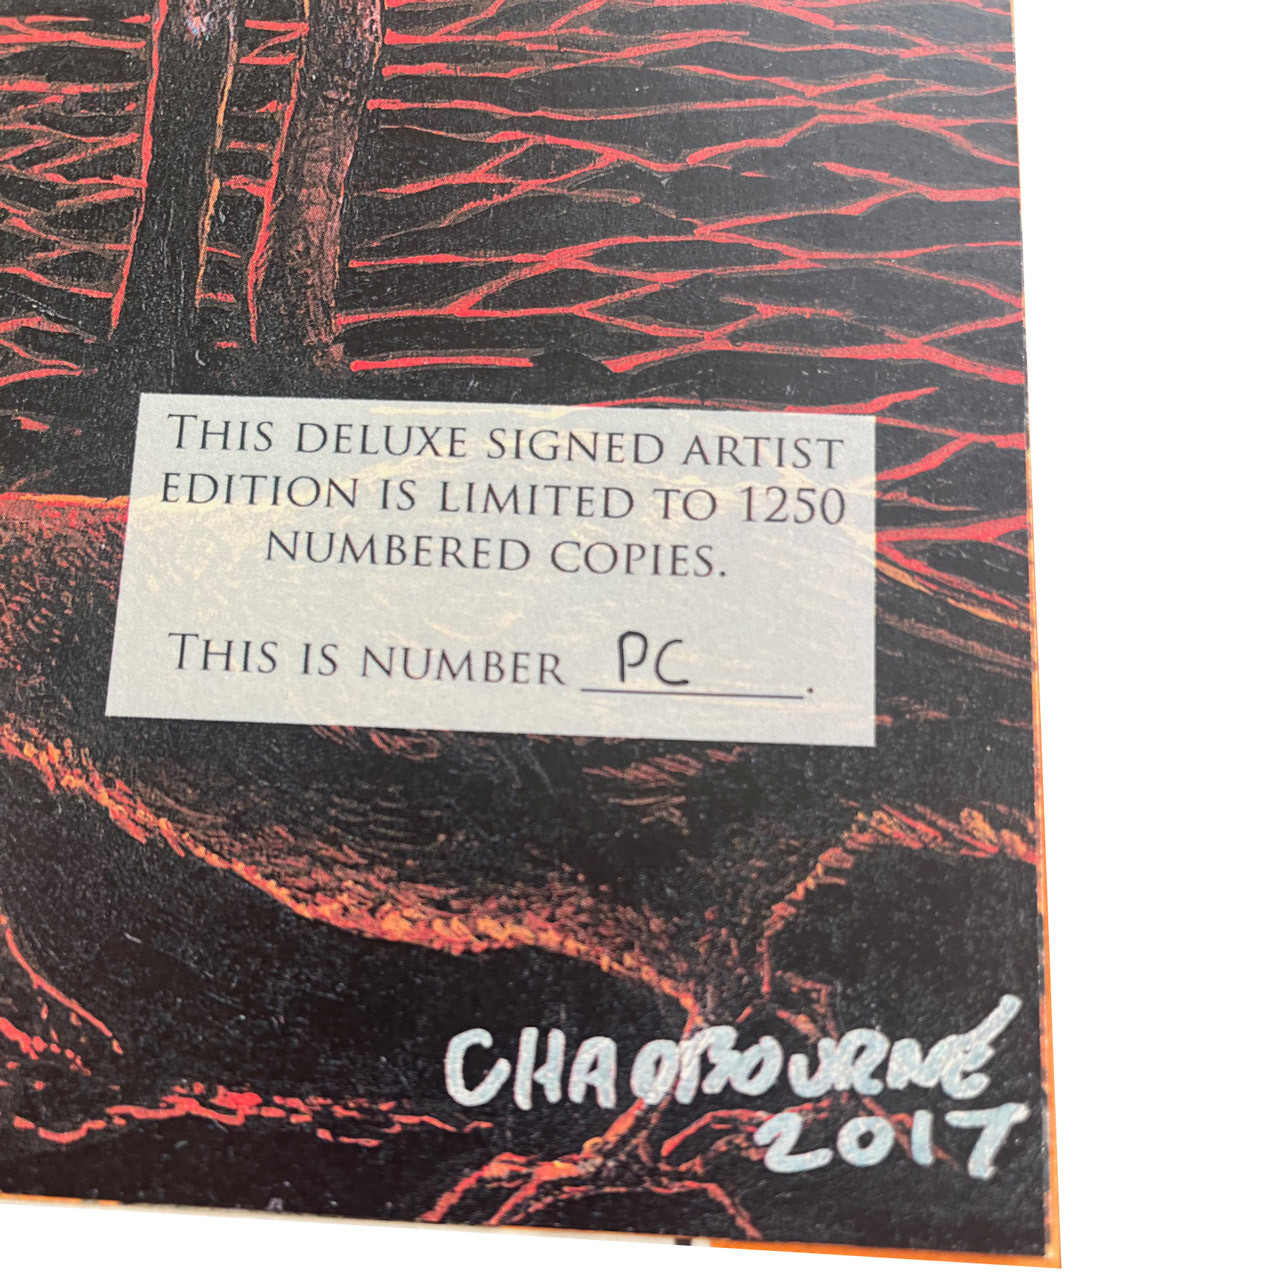 THIS DELUXE SIGNED ARTIST
EDITION IS LIMITED TO 1250
NUMBERED COPIES.
THIS IS NUMBER PC.
CHADBOURNE
2017